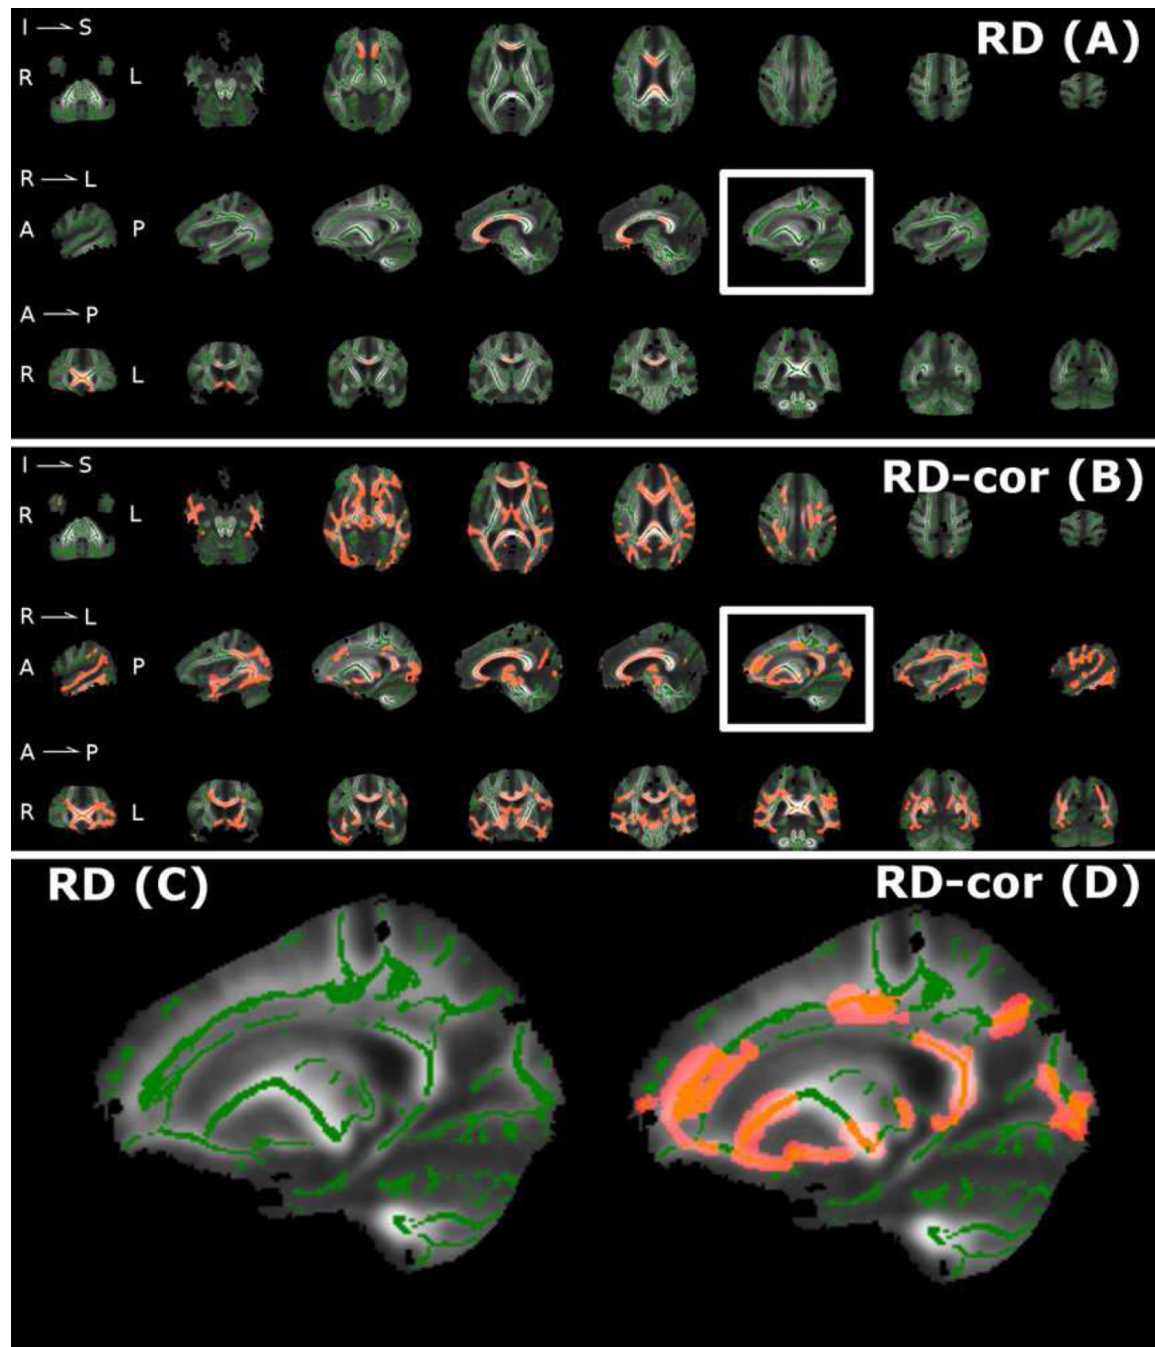 I → S
RD (A)
R L
R → L
A P
A → P
R L
I → S
RD-cor (B)
R L
R → L
A P
A → P
R L
RD (C)
RD-cor (D)